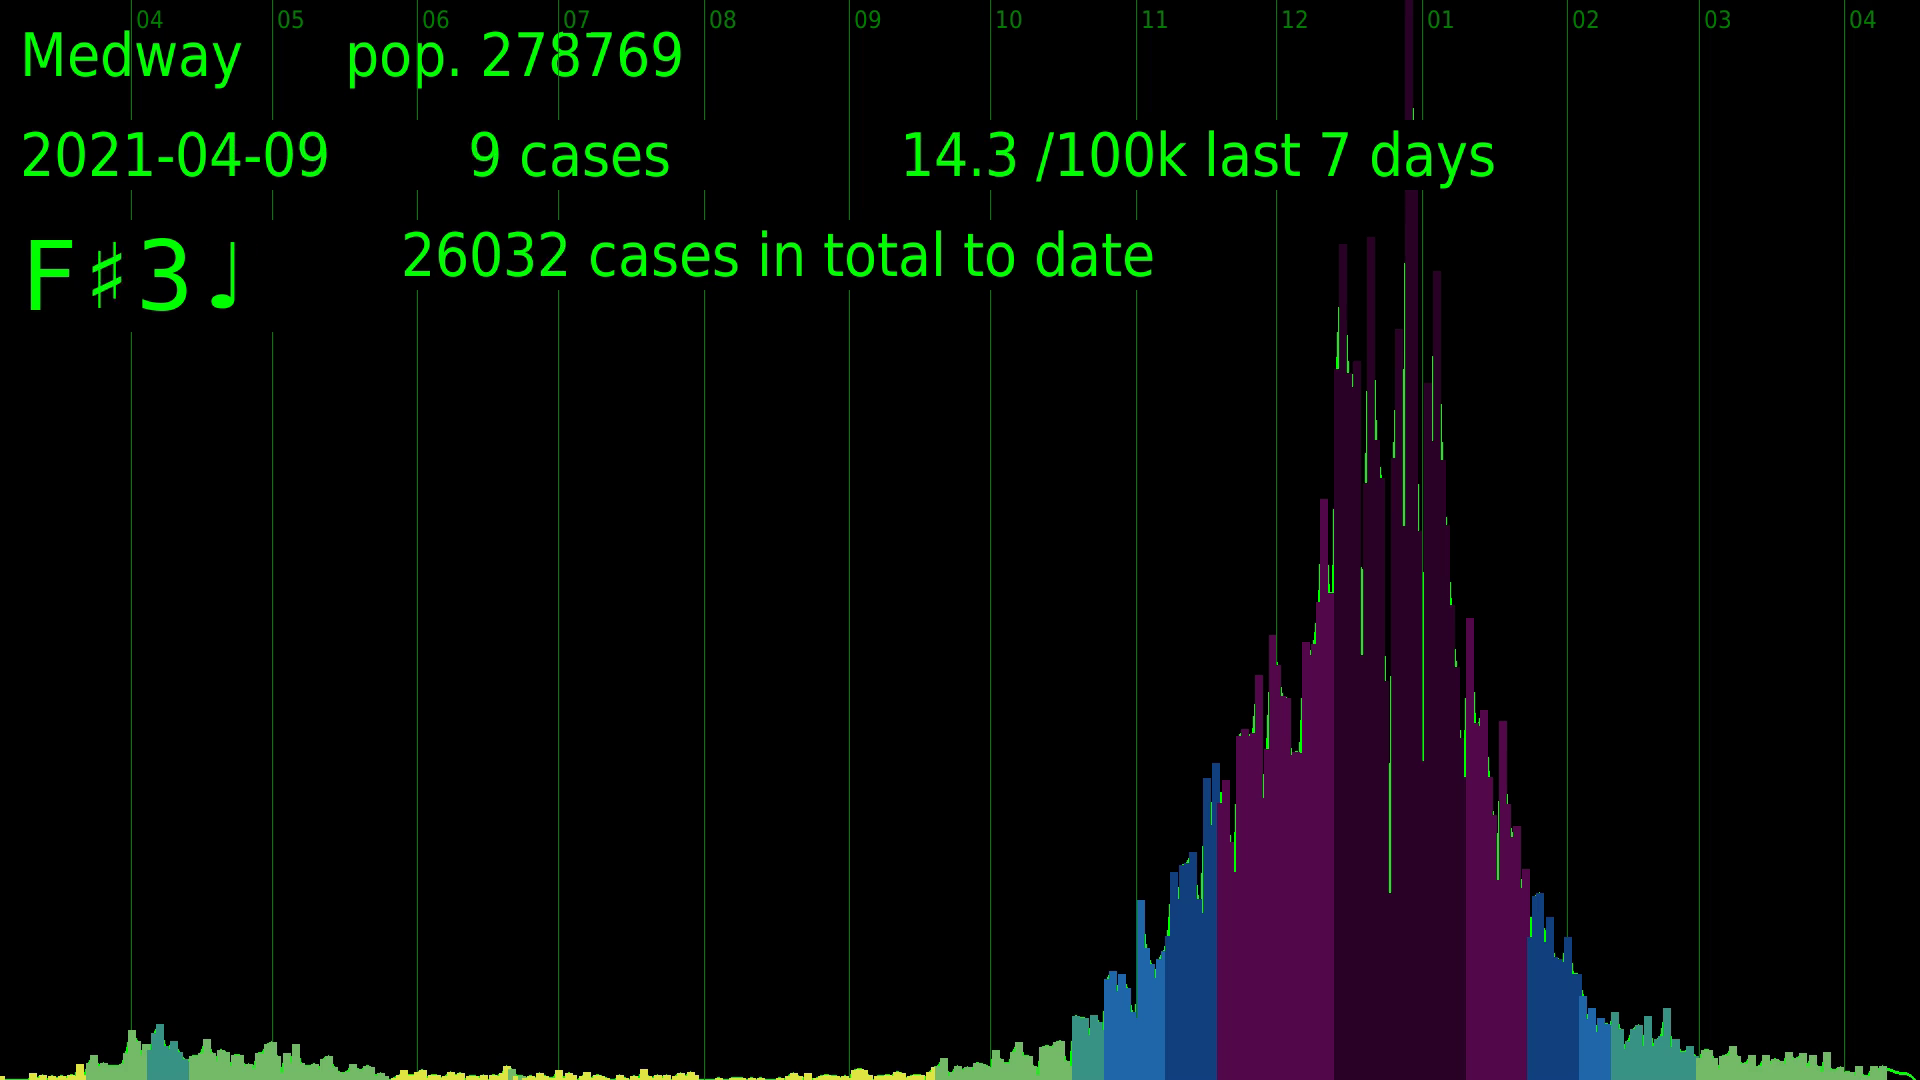 04 05 06 07 08 09 10 11 12 01 02 03 04
Medway pop. 278769
2021-04-09 9 cases 14.3 /100k last 7 days
F♯3♩ 26032 cases in total to date